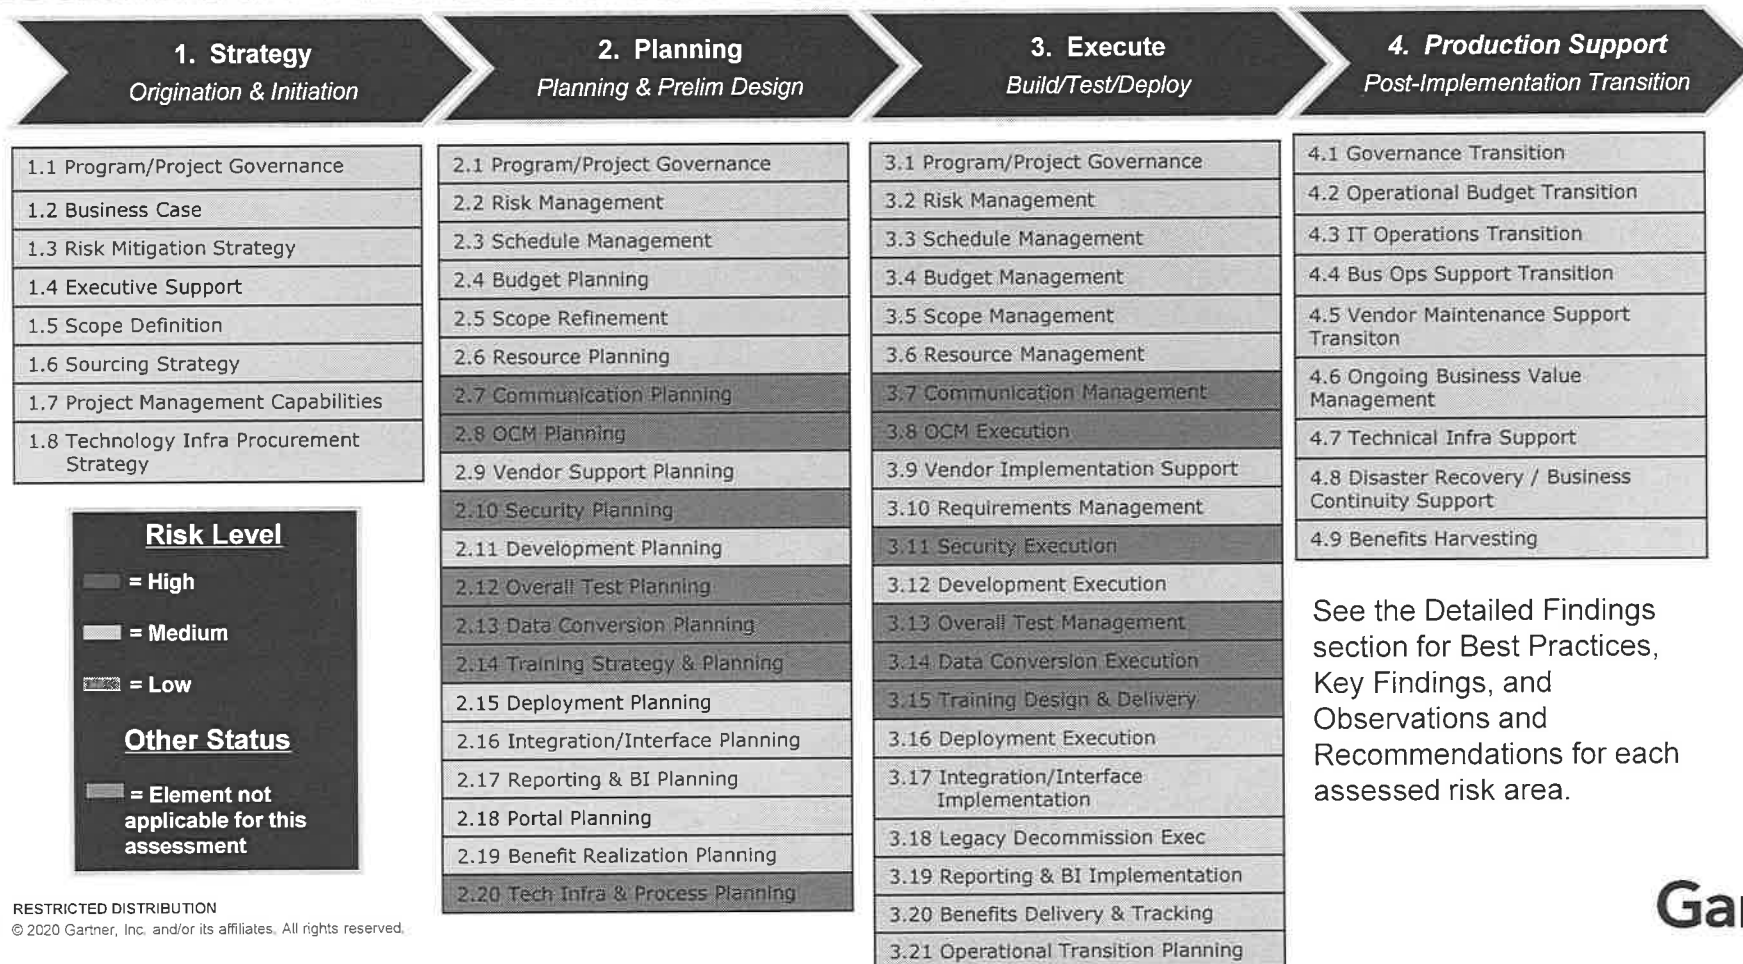 1. Strategy
Origination & Initiation
2. Planning
Planning & Prelim Design
3. Execute
Build/Test/Deploy
4. Production Support
Post-Implementation Transition
1.1 Program/Project Governance
1.2 Business Case
1.3 Risk Mitigation Strategy
1.4 Executive Support
1.5 Scope Definition
1.6 Sourcing Strategy
1.7 Project Management Capabilities
1.8 Technology Infra Procurement
Strategy
Risk Level
= High
= Medium
= Low
Other Status
= Element not
applicable for this
assessment
2.1 Program/Project Governance
2.2 Risk Management
2.3 Schedule Management
2.4 Budget Planning
2.5 Scope Refinement
2.6 Resource Planning
2.7 Communication Planning
2.8 OCM Planning
2.9 Vendor Support Planning
2.10 Security Planning
2.11 Development Planning
2.12 Overall Test Planning
2.13 Data Conversion Planning
2.14 Training Strategy & Planning
2.15 Deployment Planning
2.16 Integration/Interface Planning
2.17 Reporting & BI Planning
2.18 Portal Planning
2.19 Benefit Realization Planning
2.20 Tech Infra & Process Planning
3.1 Program/Project Governance
3.2 Risk Management
3.3 Schedule Management
3.4 Budget Management
3.5 Scope Management
3.6 Resource Management
3.7 Communication Management
3.8 OCM Execution
3.9 Vendor Implementation Support
3.10 Requirements Management
3.11 Security Execution
3.12 Development Execution
3.13 Overall Test Management
3.14 Data Conversion Execution
3.15 Training Design & Delivery
3.16 Deployment Execution
3.17 Integration/Interface
Implementation
3.18 Legacy Decommission Exec
3.19 Reporting & BI Implementation
3.20 Benefits Delivery & Tracking
3.21 Operational Transition Planning
4.1 Governance Transition
4.2 Operational Budget Transition
4.3 IT Operations Transition
4.4 Bus Ops Support Transition
4.5 Vendor Maintenance Support
Transiton
4.6 Ongoing Business Value
Management
4.7 Technical Infra Support
4.8 Disaster Recovery / Business
Continuity Support
4.9 Benefits Harvesting
See the Detailed Findings
section for Best Practices,
Key Findings, and
Observations and
Recommendations for each
assessed risk area.
RESTRICTED DISTRIBUTION
© 2020 Gartner, Inc. and/or its affiliates. All rights reserved.